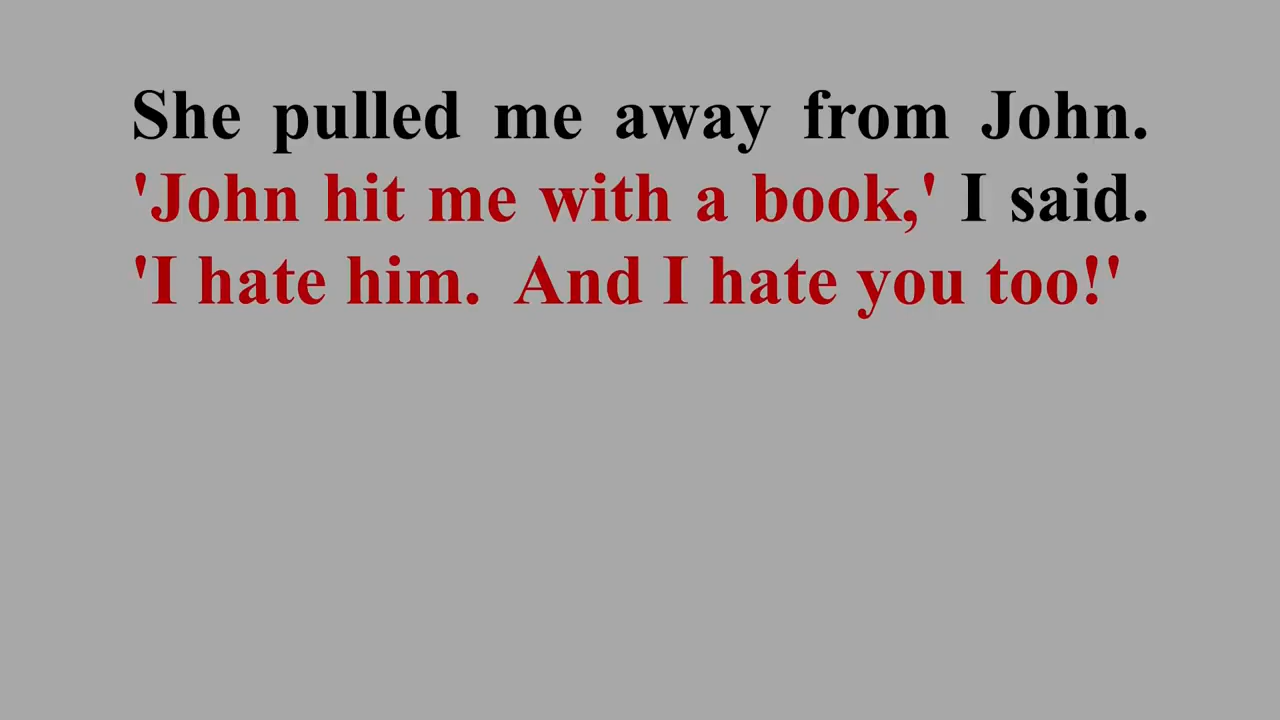 She pulled me away from John.
'John hit me with a book,' I said.
'I hate him.  And I hate you too!'